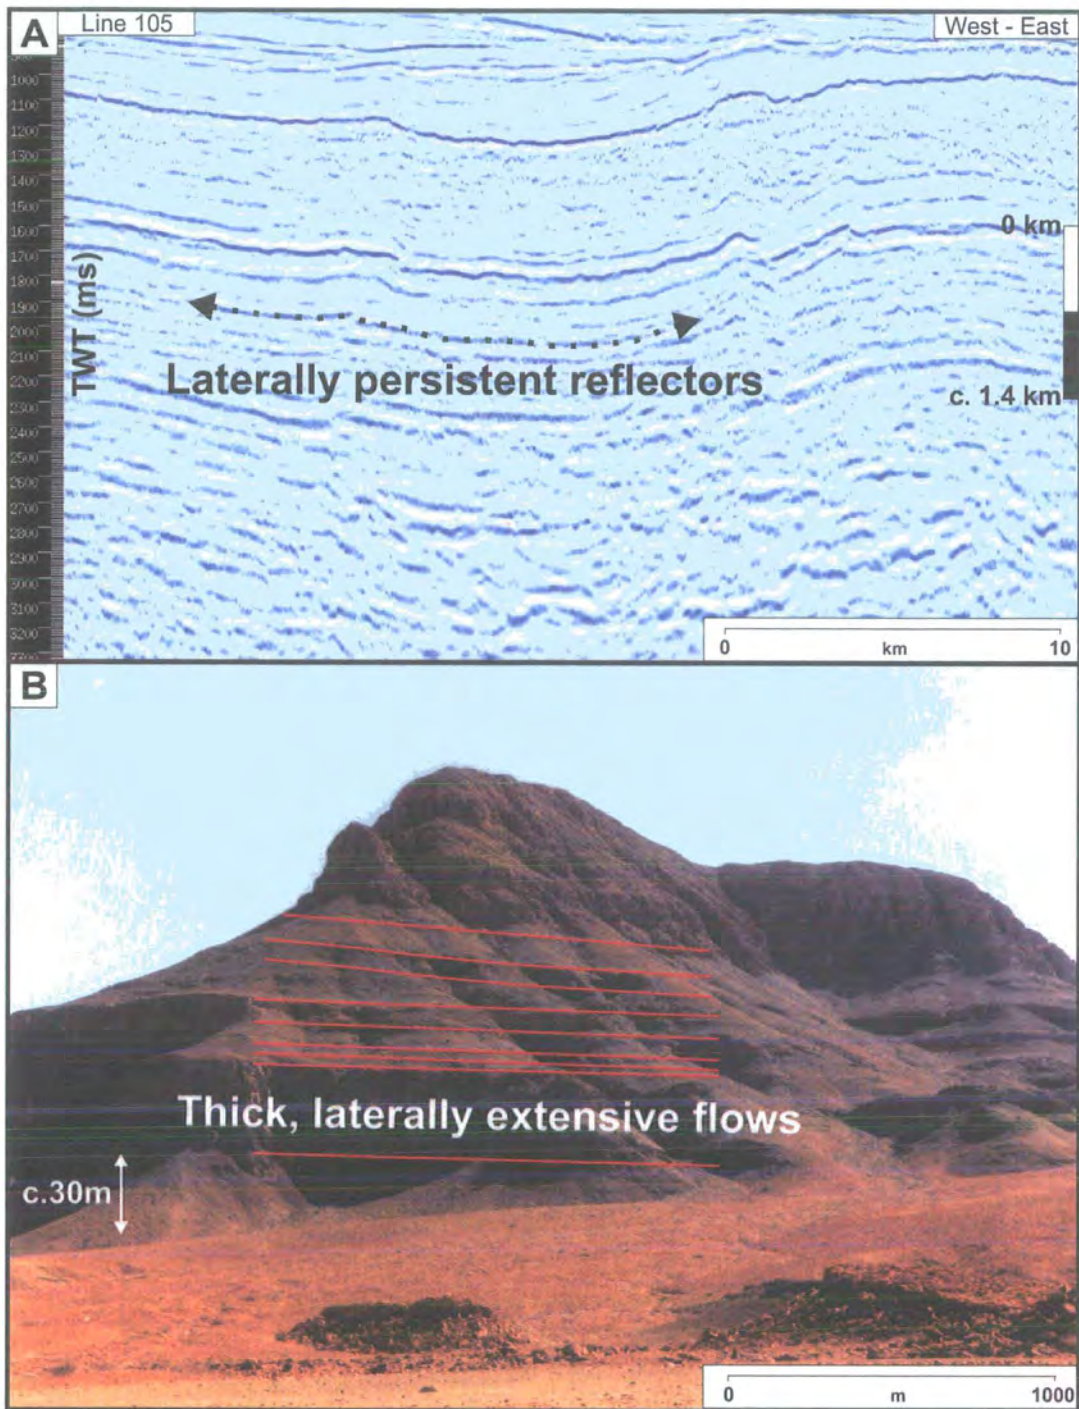 A
Line 105
West - East
1000
1100
1200
1300
1400
1500
1600
1700
1800
1900
2000
2100
2200
2300
2400
2500
2600
2700
2800
2900
3000
3100
3200
TWT (ms)
Laterally persistent reflectors
0 km
c. 1.4 km
0 km 10
B
Thick, laterally extensive flows
c.30m
0 m 1000